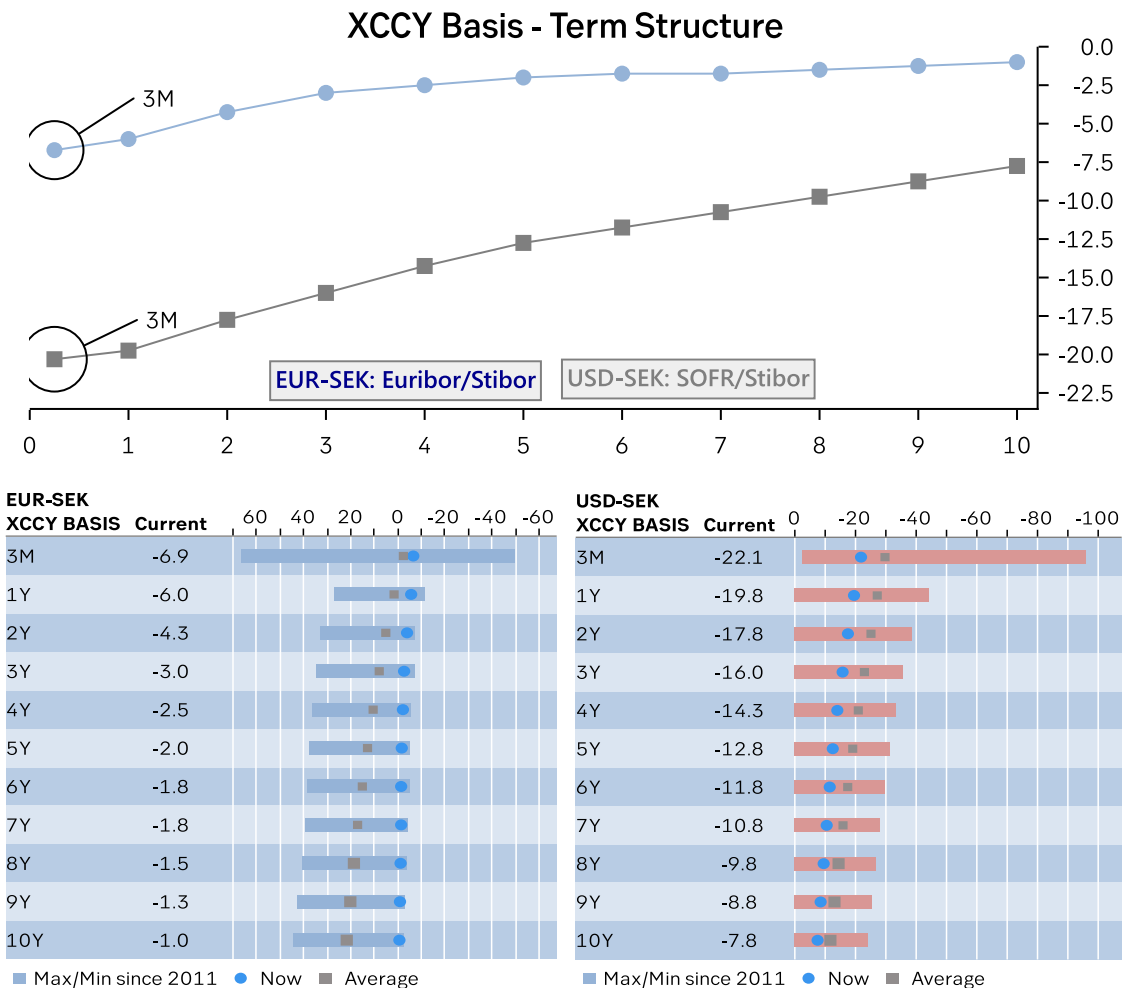 XCCY Basis - Term Structure
0.0
-2.5
-5.0
-7.5
-10.0
-12.5
-15.0
-17.5
-20.0
-22.5
3M
3M
EUR-SEK: Euribor/Stibor
USD-SEK: SOFR/Stibor
0 1 2 3 4 5 6 7 8 9 10
EUR-SEK
XCCY BASIS Current 60 40 20 0 -20 -40 -60
3M -6.9
1Y -6.0
2Y -4.3
3Y -3.0
4Y -2.5
5Y -2.0
6Y -1.8
7Y -1.8
8Y -1.5
9Y -1.3
10Y -1.0
Max/Min since 2011 Now Average
USD-SEK
XCCY BASIS Current 0 -20 -40 -60 -80 -100
3M -22.1
1Y -19.8
2Y -17.8
3Y -16.0
4Y -14.3
5Y -12.8
6Y -11.8
7Y -10.8
8Y -9.8
9Y -8.8
10Y -7.8
Max/Min since 2011 Now Average